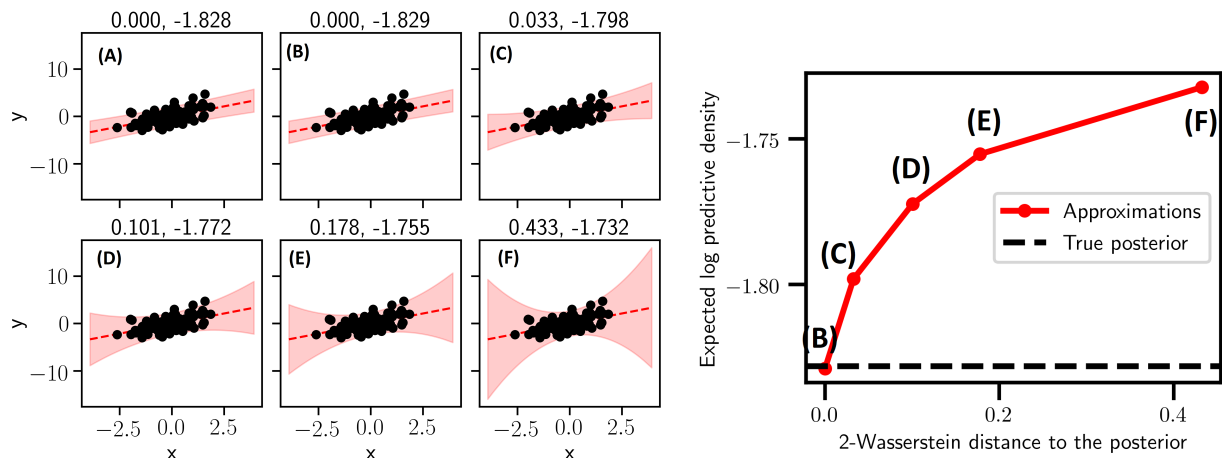 0.000, -1.828
0.000, -1.829
0.033, -1.798
(A)
(B)
(C)
10
0
−10
y
0.101, -1.772
0.178, -1.755
0.433, -1.732
(D)
(E)
(F)
10
0
−10
y
−2.5 0.0 2.5
−2.5 0.0 2.5
−2.5 0.0 2.5
x
x
x
Expected log predictive density
−1.75
−1.80
(B)
(C)
(D)
(E)
(F)
Approximations
True posterior
0.0 0.2 0.4
2-Wasserstein distance to the posterior